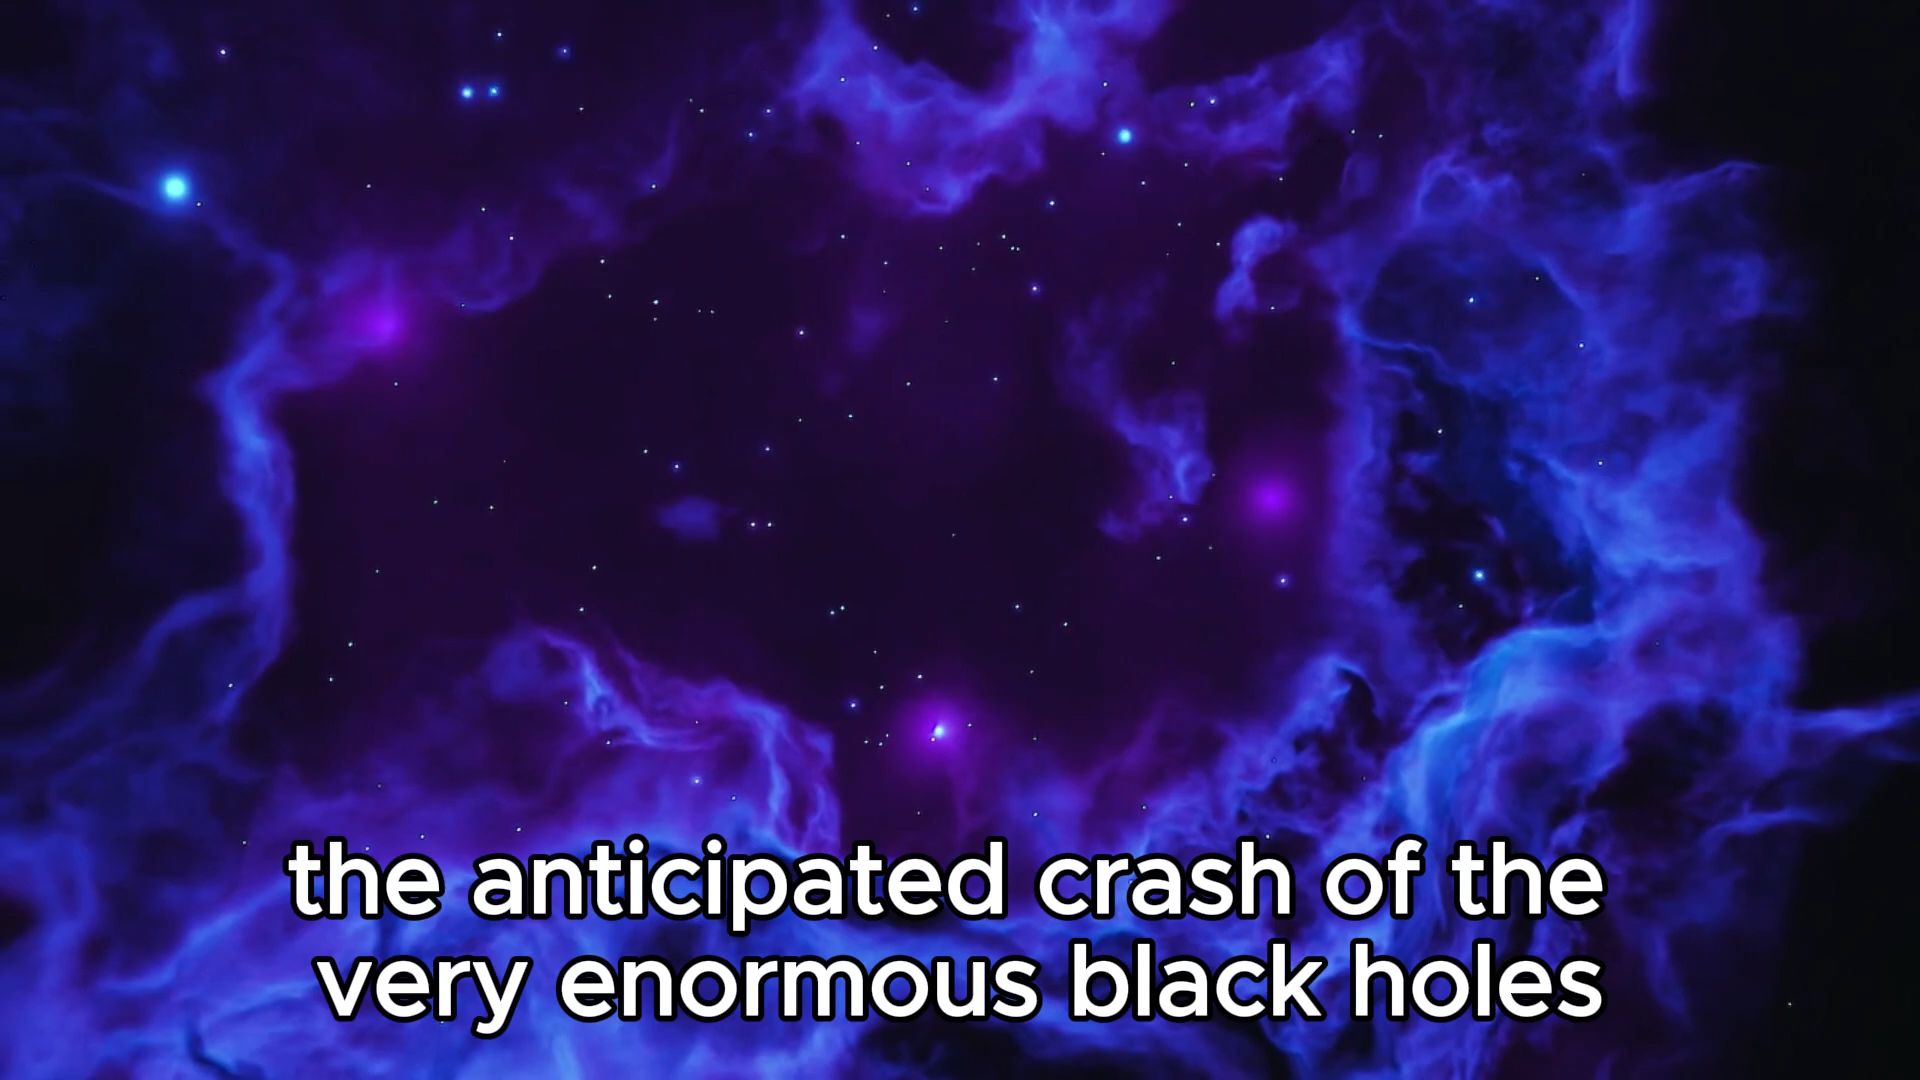 the anticipated crash of the
very enormous black holes